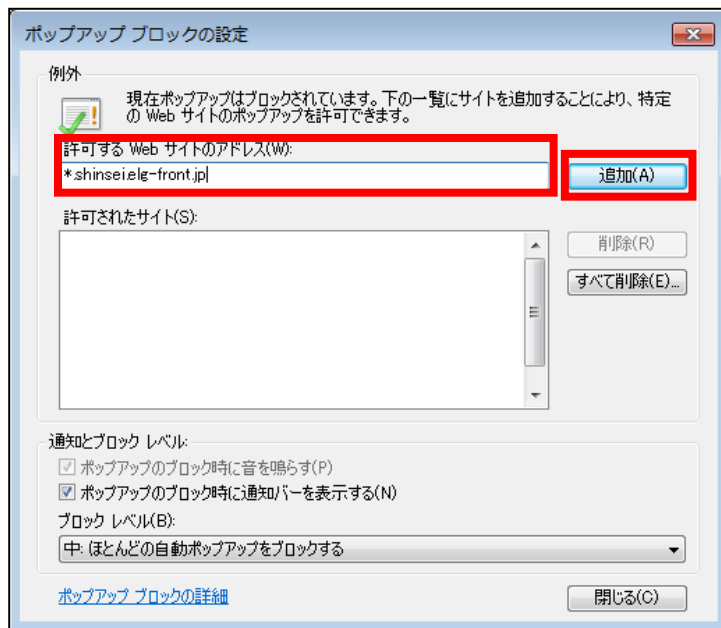 ポップアップ ブロックの設定
例外
現在ポップアップはブロックされています。下の一覧にサイトを追加することにより、特定
の Web サイトのポップアップを許可できます。
許可する Web サイトのアドレス(W):
*.shinsei.elg-front.jp
追加(A)
許可されたサイト(S):
削除(R)
すべて削除(E)...
通知とブロック レベル:
ポップアップのブロック時に音を鳴らす(P)
ポップアップのブロック時に通知バーを表示する(N)
ブロック レベル(B):
中: ほとんどの自動ポップアップをブロックする
ポップアップ ブロックの詳細
閉じる(C)